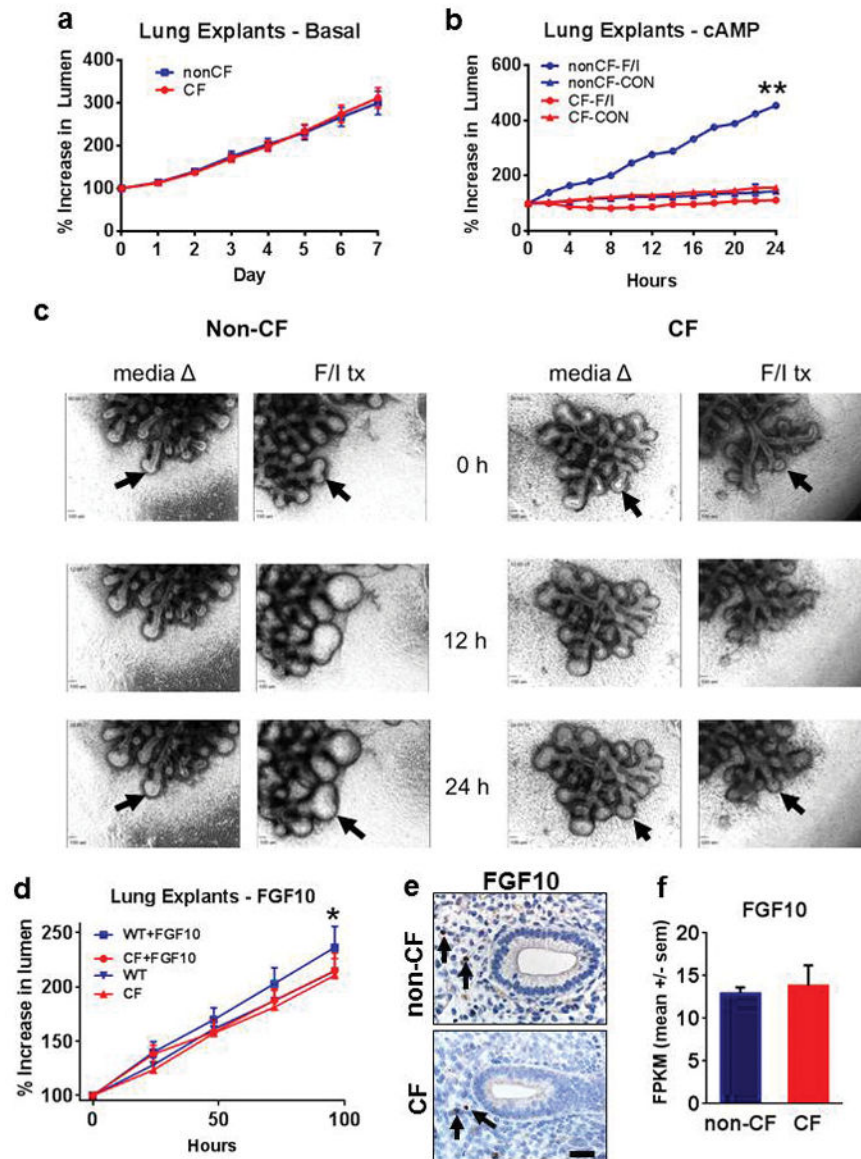 a
Lung Explants - Basal
nonCF
CF
% Increase in Lumen
400
300
200
100
0
0 1 2 3 4 5 6 7
Day
b
Lung Explants - cAMP
nonCF-F/I
nonCF-CON
CF-F/I
CF-CON
**
% Increase in Lumen
600
400
200
0
0 4 8 12 16 20 24
Hours
c
Non-CF
CF
media Δ
F/I tx
media Δ
F/I tx
0 h
12 h
24 h
d
Lung Explants - FGF10
WT+FGF10
CF+FGF10
WT
CF
*
% Increase in lumen
250
200
150
100
0 50 100
Hours
e
FGF10
non-CF
CF
f
FGF10
FPKM (mean +/- sem)
20
15
10
5
0
non-CF CF